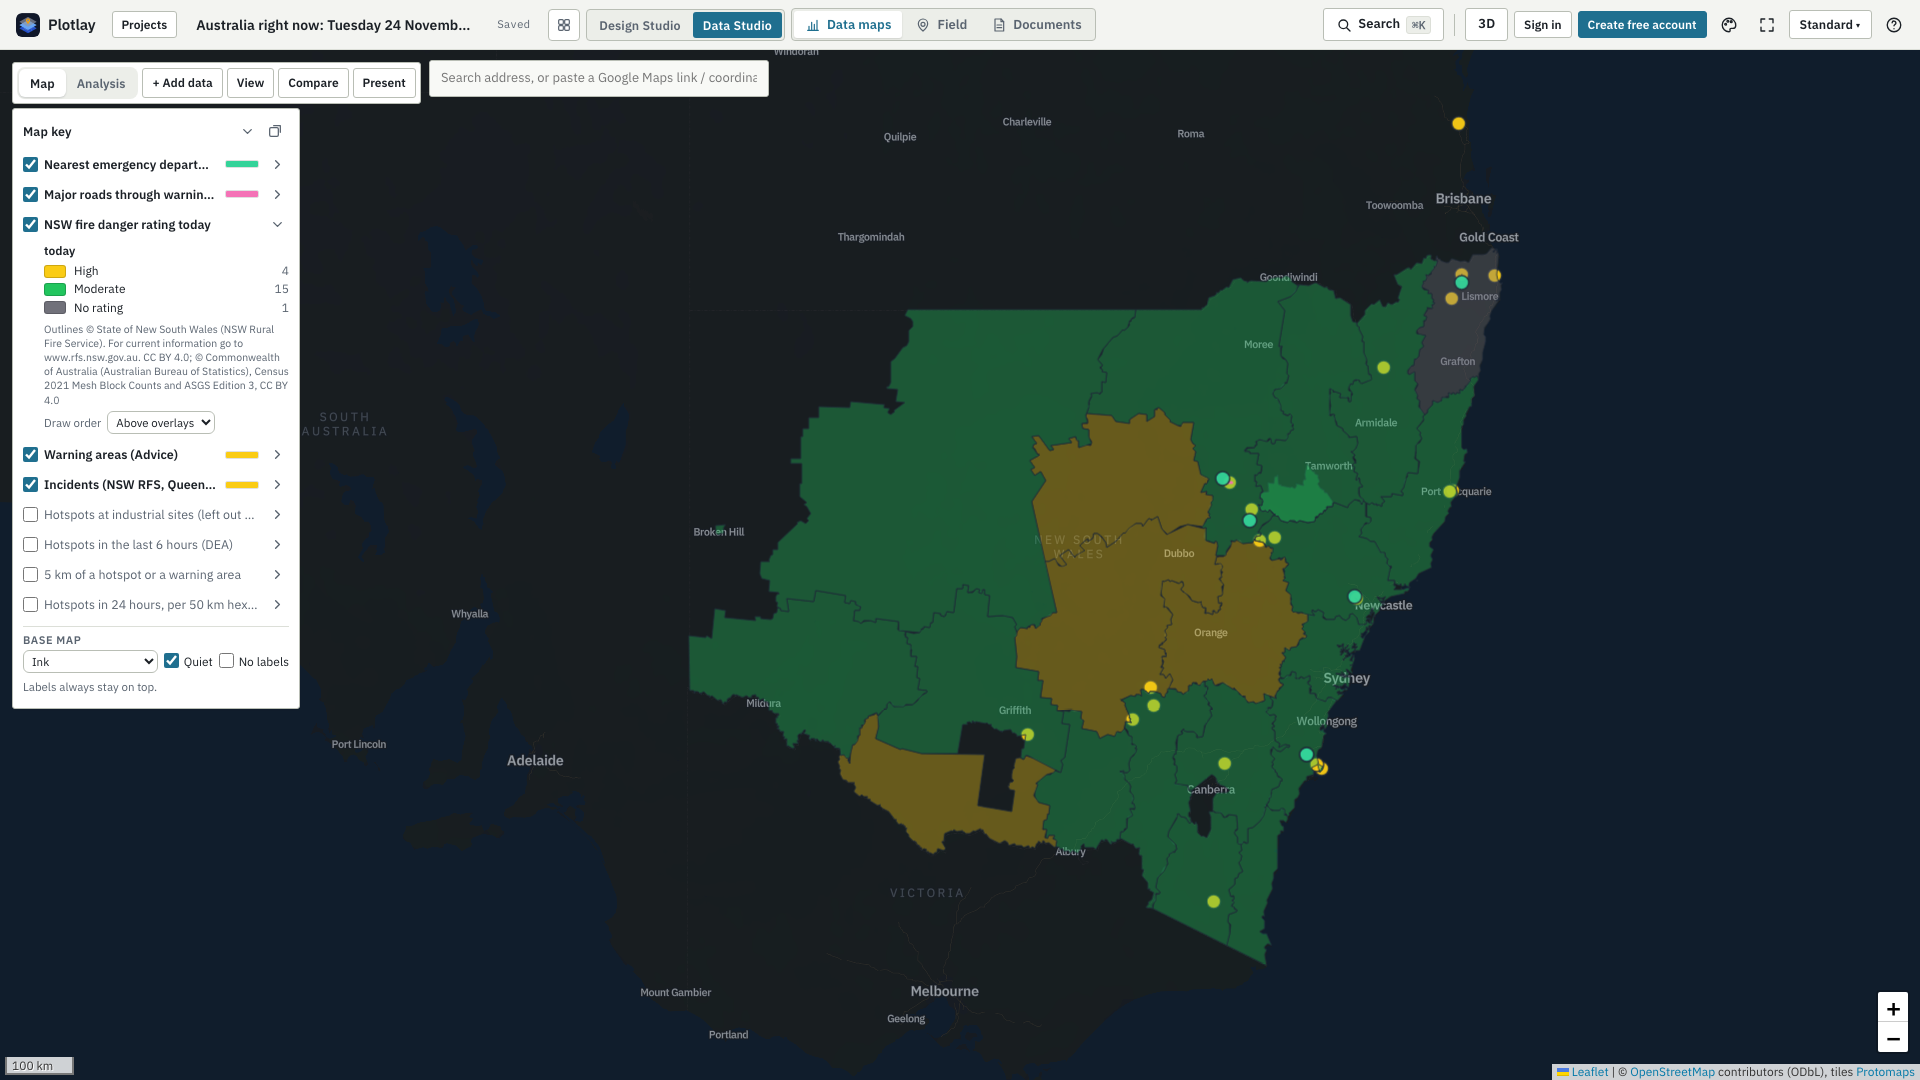 Plotlay
Projects
Australia right now: Tuesday 24 Novemb...
Saved
Design Studio
Data Studio
Data maps
Field
Documents
Search ⌘K
3D
Sign in
Create free account
Standard
Map
Analysis
+ Add data
View
Compare
Present
Search address, or paste a Google Maps link / coordina
Map key
Nearest emergency depart...
Major roads through warnin...
NSW fire danger rating today
today
High 4
Moderate 15
No rating 1
Outlines © State of New South Wales (NSW Rural
Fire Service). For current information go to
www.rfs.nsw.gov.au. CC BY 4.0; © Commonwealth
of Australia (Australian Bureau of Statistics), Census
2021 Mesh Block Counts and ASGS Edition 3, CC BY
4.0
Draw order Above overlays
Warning areas (Advice)
Incidents (NSW RFS, Queen...
Hotspots at industrial sites (left out ...
Hotspots in the last 6 hours (DEA)
5 km of a hotspot or a warning area
Hotspots in 24 hours, per 50 km hex...
BASE MAP
Ink
Quiet
No labels
Labels always stay on top.
Windorah
Charleville
Quilpie
Roma
Toowoomba
Brisbane
Thargomindah
Gold Coast
Goondiwindi
Lismore
Moree
Grafton
SOUTH
AUSTRALIA
Armidale
Tamworth
Port cquarie
Broken Hill
NEW SOUTH
WALES
Dubbo
Newcastle
Whyalla
Orange
Sydney
Mildura
Griffith
Wollongong
Port Lincoln
Adelaide
Canberra
Albury
VICTORIA
Mount Gambier
Melbourne
Geelong
Portland
100 km
+
−
Leaflet | © OpenStreetMap contributors (ODbL), tiles Protomaps